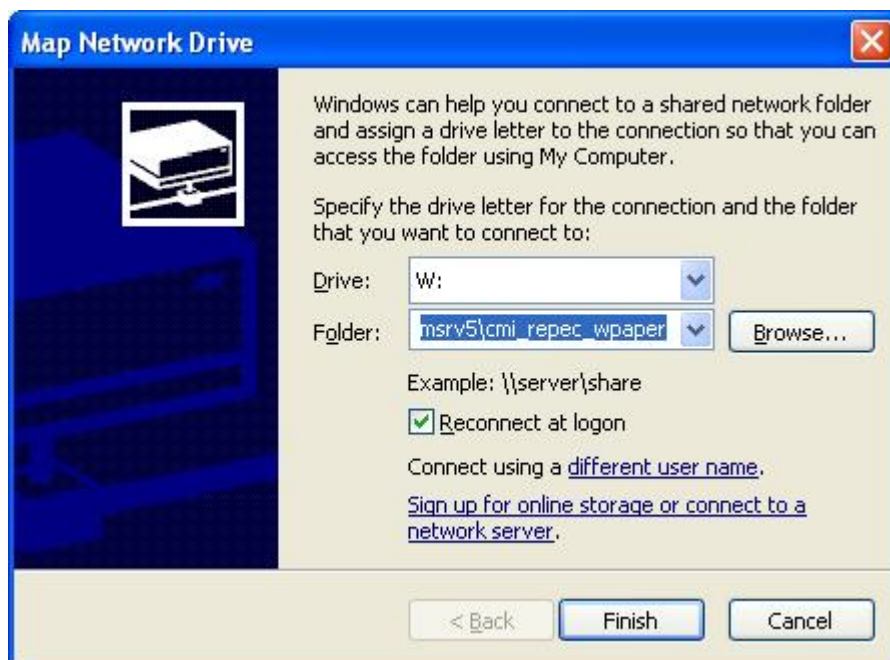 Map Network Drive
Windows can help you connect to a shared network folder
and assign a drive letter to the connection so that you can
access the folder using My Computer.
Specify the drive letter for the connection and the folder
that you want to connect to:
Drive: W:
Folder: msrv5\cmi_repec_wpaper Browse...
Example: \\server\share
Reconnect at logon
Connect using a different user name.
Sign up for online storage or connect to a
network server.
< Back Finish Cancel